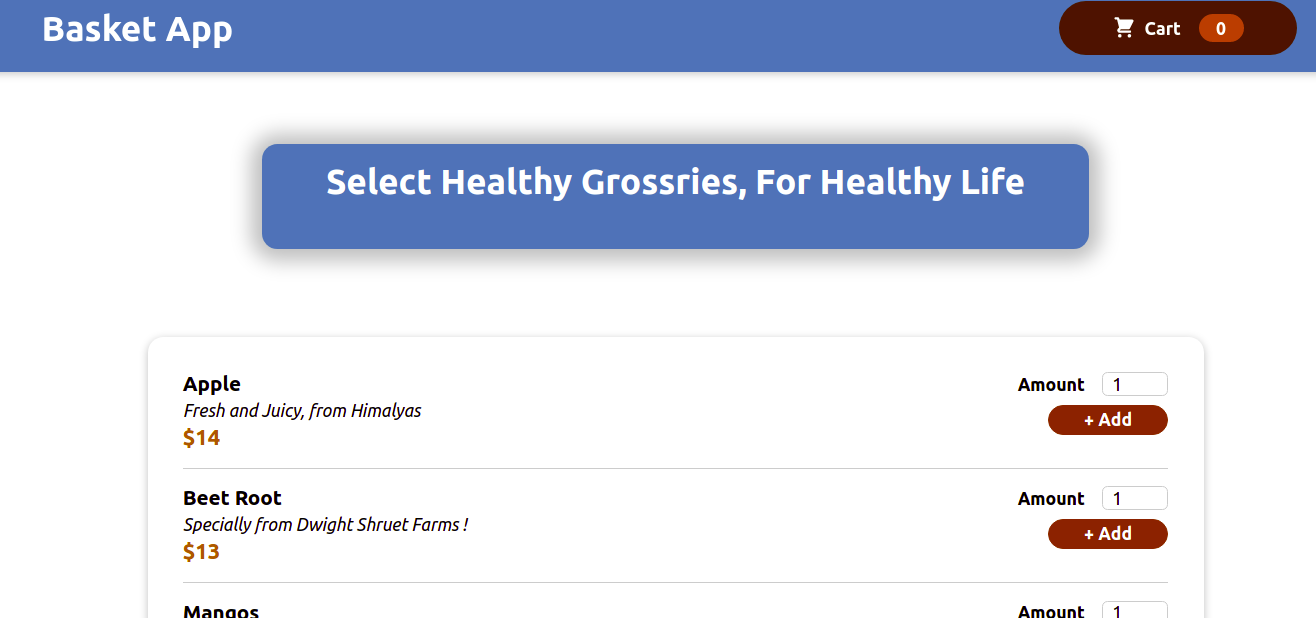 Basket App
Cart 0
Select Healthy Grossries, For Healthy Life
Apple
Amount 1
Fresh and Juicy, from Himalyas
+ Add
$14
Beet Root
Amount 1
Specially from Dwight Shruet Farms !
+ Add
$13
Mangos
Amount 1